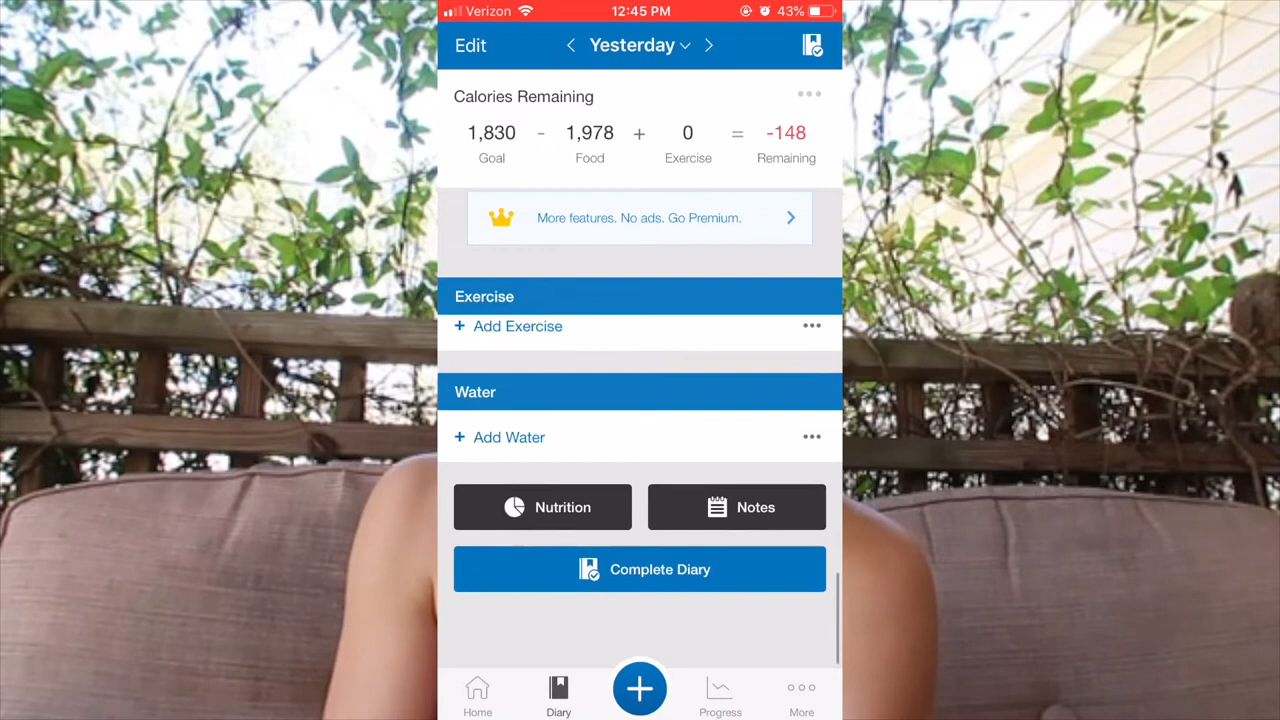 Verizon 12:45 PM 43%
Edit Yesterday
Calories Remaining
1,830 - 1,978 + 0 = -148
Goal Food Exercise Remaining
More features. No ads. Go Premium.
Exercise
+ Add Exercise
Water
+ Add Water
Nutrition Notes
Complete Diary
Home Diary Progress More